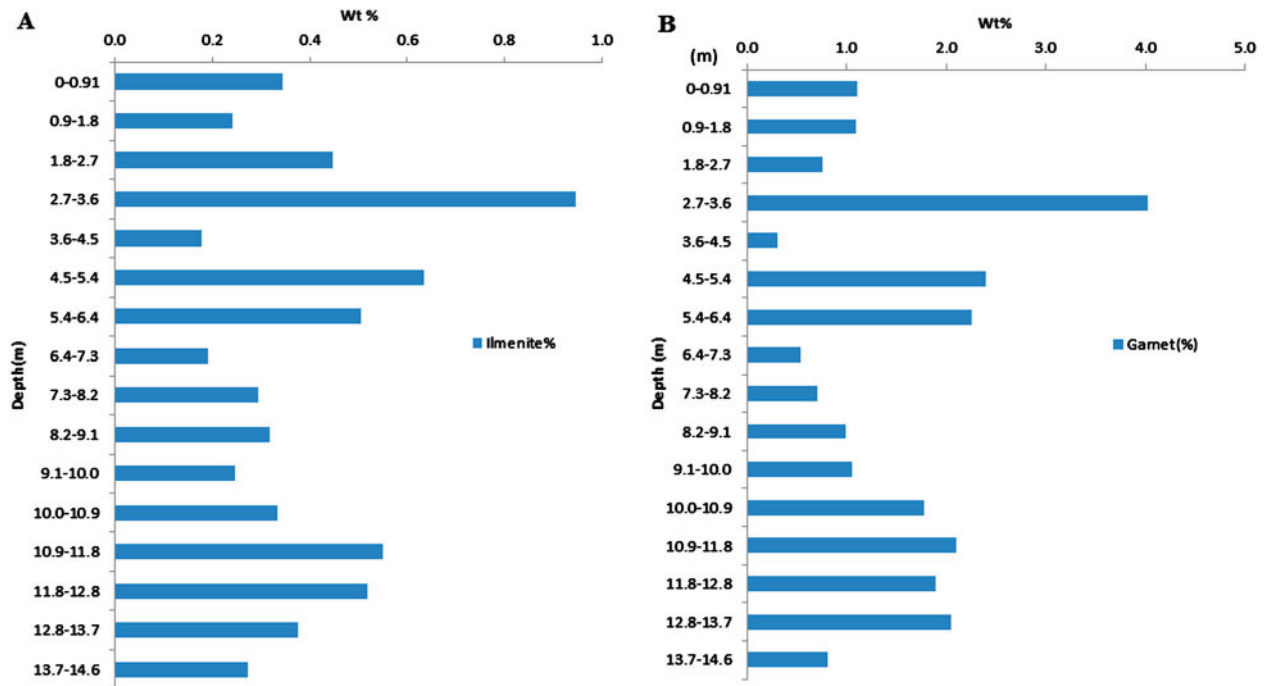 A
Wt %
0.0 0.2 0.4 0.6 0.8 1.0
0-0.91
0.9-1.8
1.8-2.7
2.7-3.6
3.6-4.5
4.5-5.4
5.4-6.4
6.4-7.3
7.3-8.2
8.2-9.1
9.1-10.0
10.0-10.9
10.9-11.8
11.8-12.8
12.8-13.7
13.7-14.6
Depth(m)
Ilmenite%
B
Wt%
(m)
0.0 1.0 2.0 3.0 4.0 5.0
0-0.91
0.9-1.8
1.8-2.7
2.7-3.6
3.6-4.5
4.5-5.4
5.4-6.4
6.4-7.3
7.3-8.2
8.2-9.1
9.1-10.0
10.0-10.9
10.9-11.8
11.8-12.8
12.8-13.7
13.7-14.6
Depth (m)
Garnet(%)